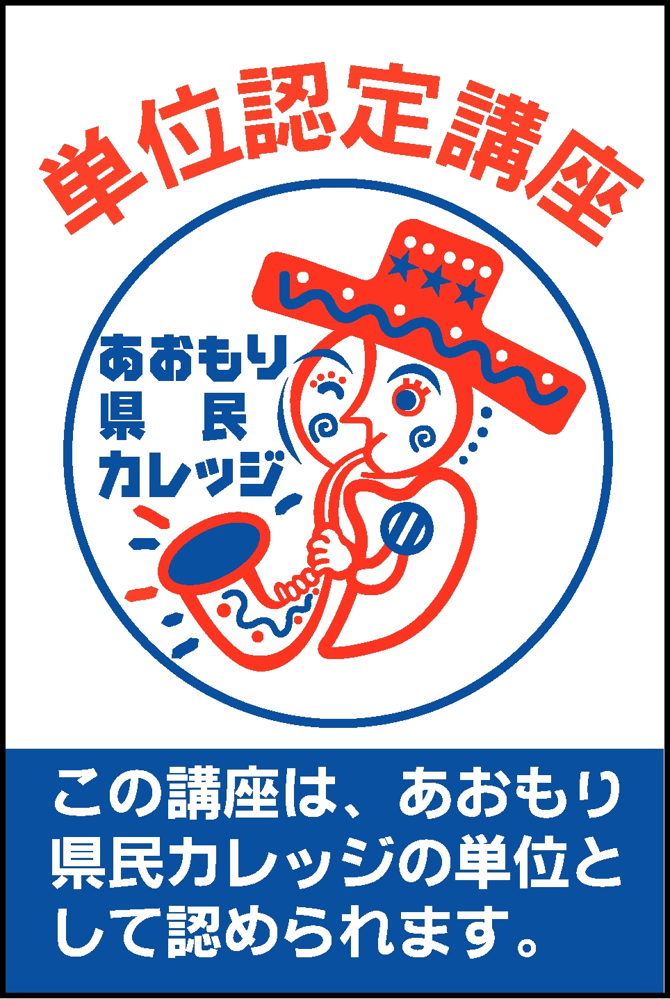 単位認定講座
あおもり
県民
カレッジ
この講座は、あおもり
県民カレッジの単位と
して認められます。